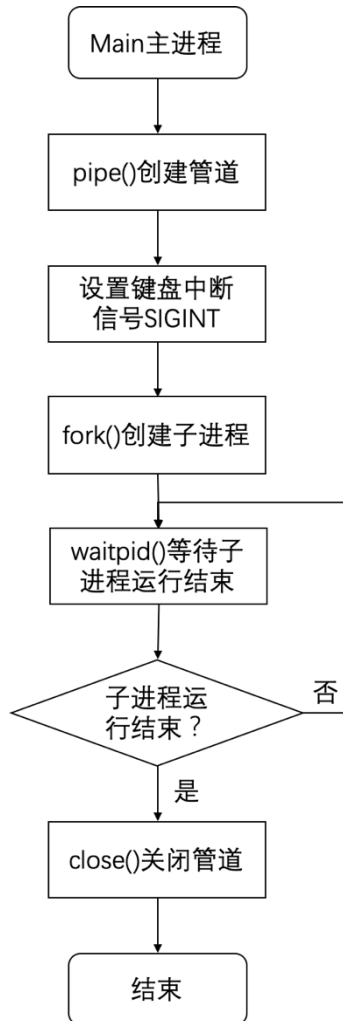 Main主进程
pipe()创建管道
设置键盘中断
信号SIGINT
fork()创建子进程
waitpid()等待子
进程运行结束
子进程运
行结束？
否
是
close()关闭管道
结束